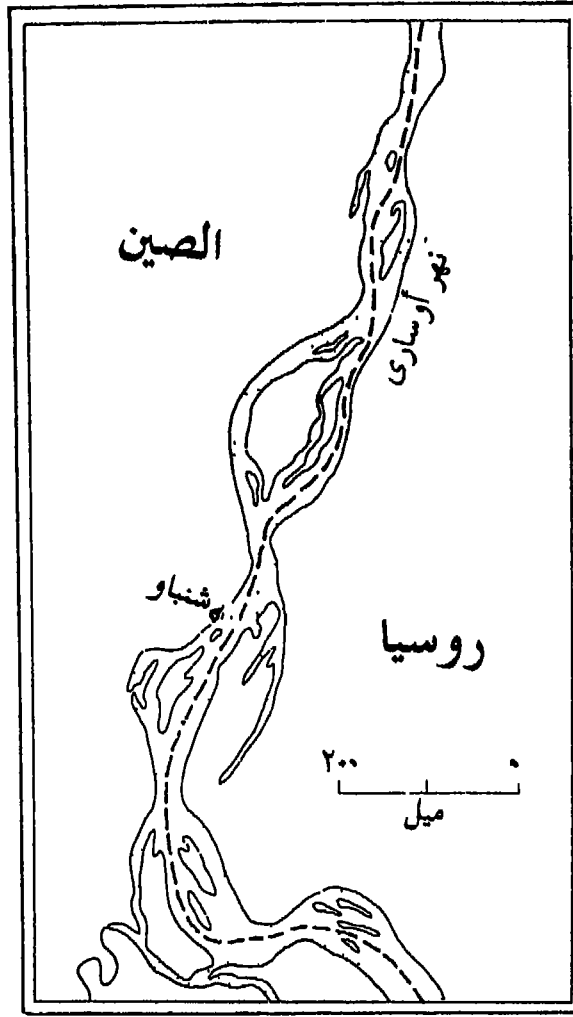 الصين
نهر أوسارى
شنباو
روسيا
٢٠٠ ٠
ميل